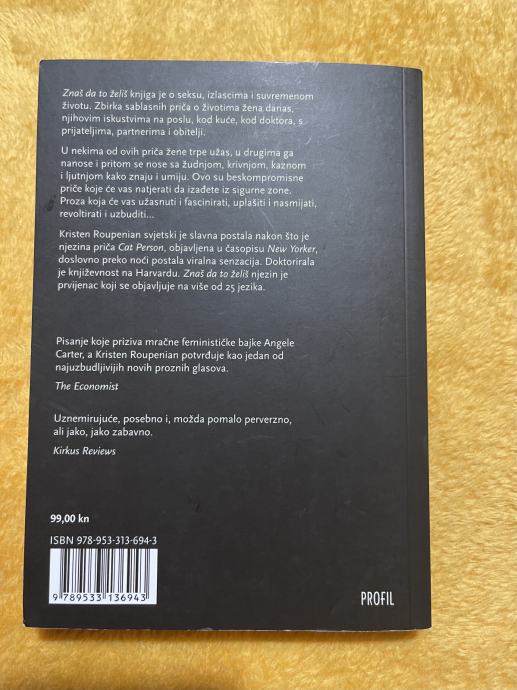 Znaš da to želiš knjiga je o seksu, izlascima i suvremenom
životu. Zbirka sablasnih priča o životima žena danas,
njihovim iskustvima na poslu, kod kuće, kod doktora, s
prijateljima, partnerima i obitelji.
U nekima od ovih priča žene trpe užas, u drugima ga
nanose i pritom se nose sa žudnjom, krivnjom, kaznom
i ljutnjom kako znaju i umiju. Ovo su beskompromisne
priče koje će vas natjerati da izađete iz sigurne zone.
Proza koja će vas užasnuti i fascinirati, uplašiti i nasmijati,
revoltirati i uzbuditi...
Kristen Roupenian svjetski je slavna postala nakon što je
njezina priča Cat Person, objavljena u časopisu New Yorker,
doslovno preko noći postala viralna senzacija. Doktorirala
je književnost na Harvardu. Znaš da to želiš njezin je
prvijenac koji se objavljuje na više od 25 jezika.
Pisanje koje priziva mračne feminističke bajke Angele
Carter, a Kristen Roupenian potvrđuje kao jedan od
najuzbudljivijih novih proznih glasova.
The Economist
Uznemirujuće, posebno i, možda pomalo perverzno,
ali jako, jako zabavno.
Kirkus Reviews
99,00 kn
ISBN 978-953-313-694-3
9 789533 136943
PROFIL